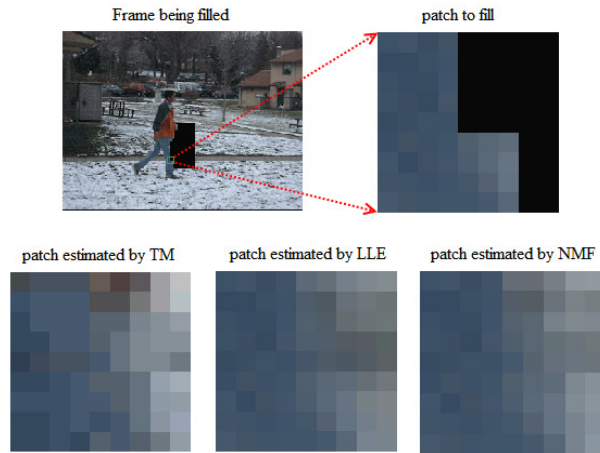 Frame being filled
patch to fill
patch estimated by TM
patch estimated by LLE
patch estimated by NMF